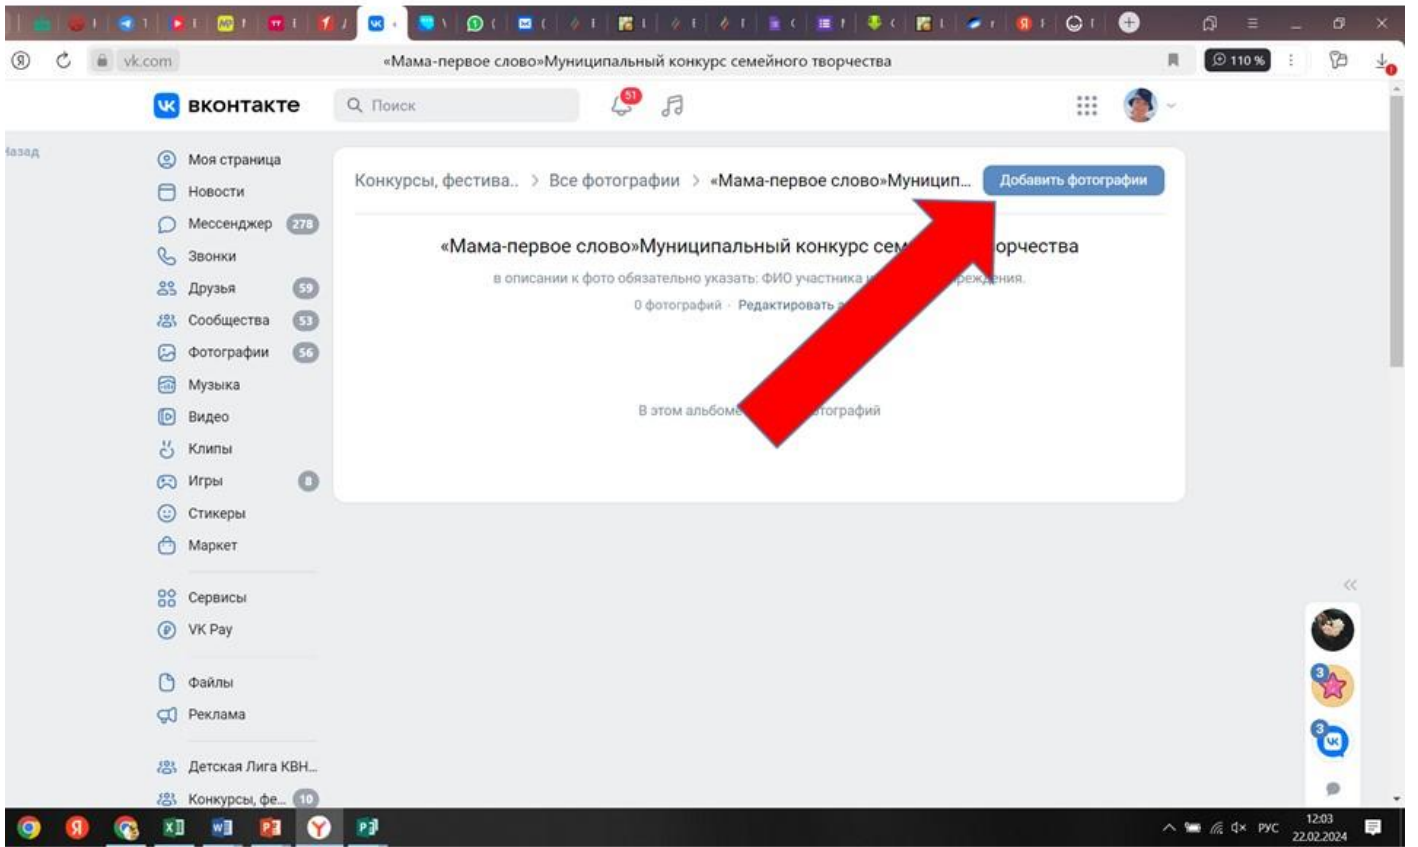 vk.com
«Мама-первое слово»Муниципальный конкурс семейного творчества
110 %
вконтакте
Поиск
51
Назад
Моя страница
Новости
Мессенджер 278
Звонки
Друзья 59
Сообщества 53
Фотографии 56
Музыка
Видео
Клипы
Игры 8
Стикеры
Маркет
Сервисы
VK Pay
Файлы
Реклама
Детская Лига КВН...
Конкурсы, фе... 10
Конкурсы, фестива.. > Все фотографии > «Мама-первое слово»Муницип...
Добавить фотографии
«Мама-первое слово»Муниципальный конкурс сем орчества
в описании к фото обязательно указать: ФИО участника
0 фотографий · Редактировать
В этом альбоме
3
3
12:03
РУС
22.02.2024